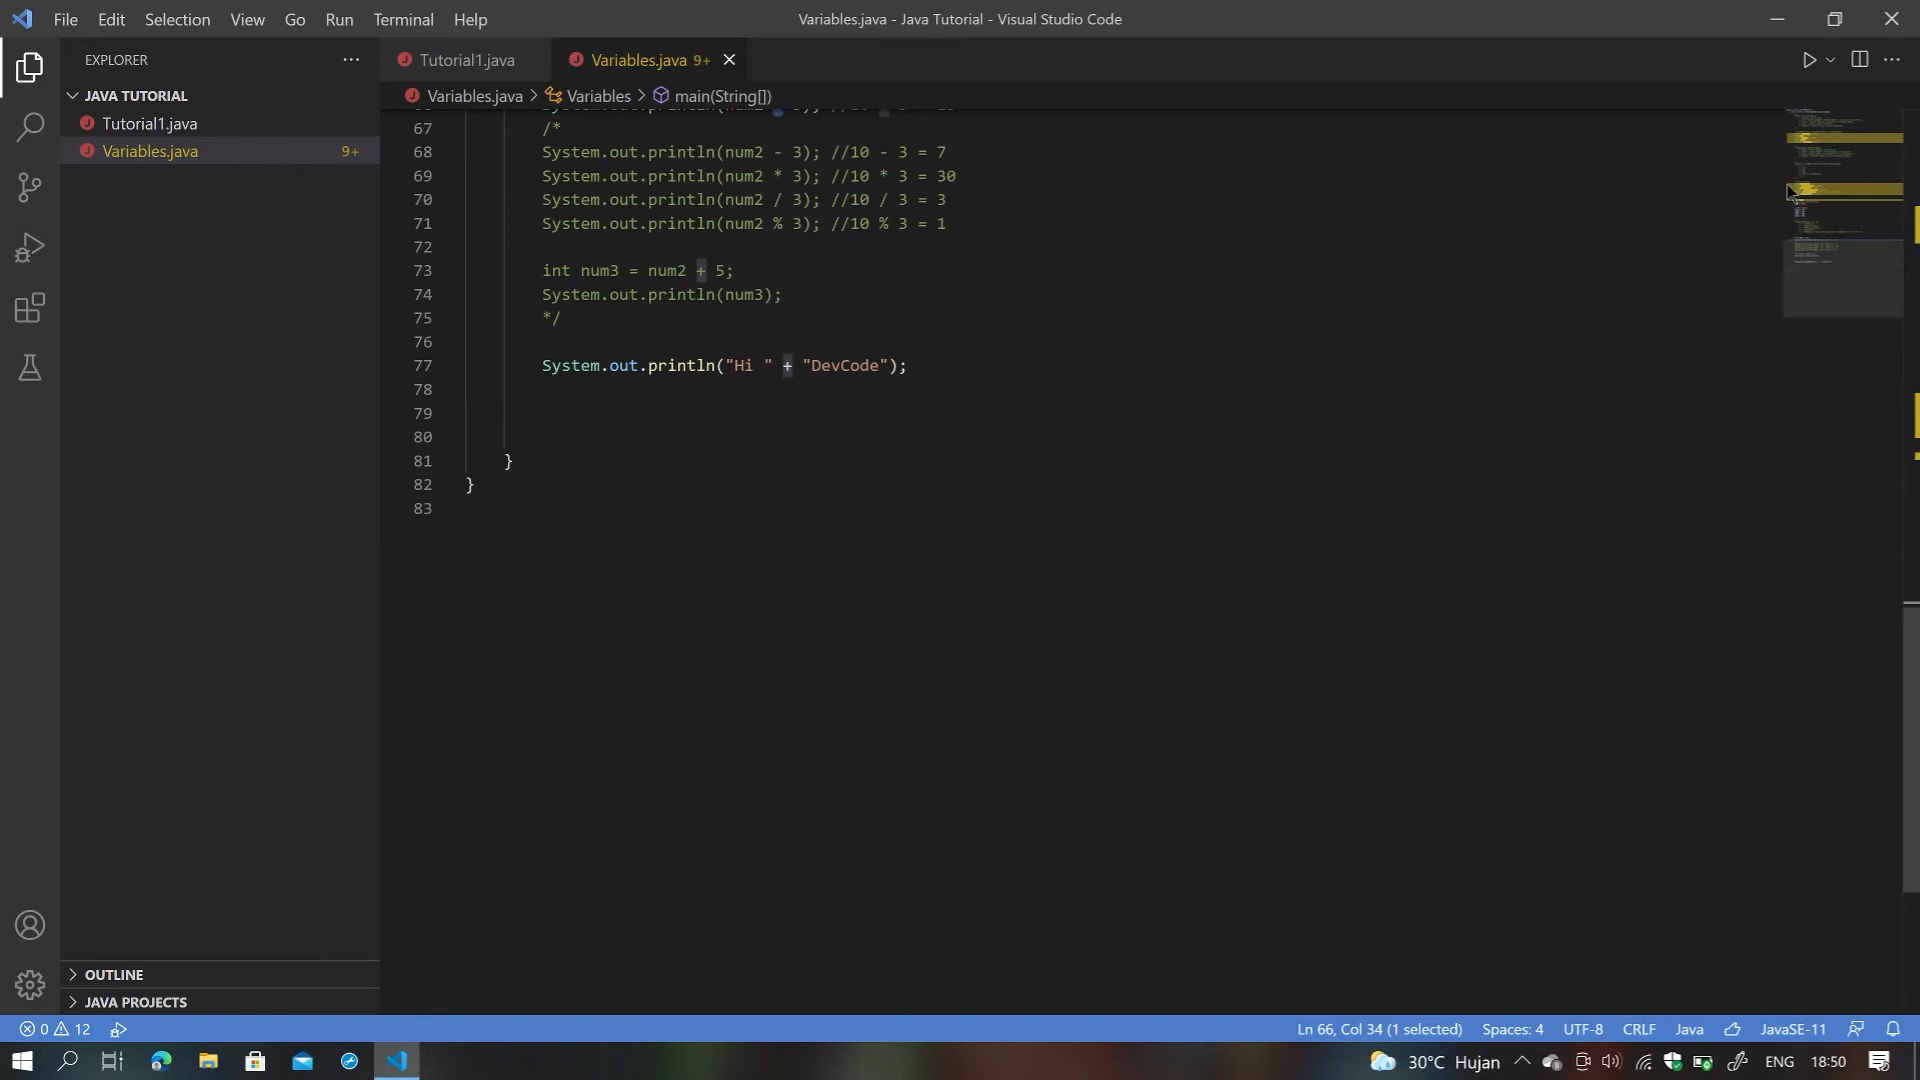 File Edit Selection View Go Run Terminal Help
Variables.java - Java Tutorial - Visual Studio Code
EXPLORER
JAVA TUTORIAL
Tutorial1.java
Variables.java 9+
OUTLINE
JAVA PROJECTS
Tutorial1.java
Variables.java 9+
Variables.java > Variables > main(String[])
67 /*
68 System.out.println(num2 - 3); //10 - 3 = 7
69 System.out.println(num2 * 3); //10 * 3 = 30
70 System.out.println(num2 / 3); //10 / 3 = 3
71 System.out.println(num2 % 3); //10 % 3 = 1
72
73 int num3 = num2 + 5;
74 System.out.println(num3);
75 */
76
77 System.out.println("Hi " + "DevCode");
78
79
80
81 }
82 }
83
0 12
Ln 66, Col 34 (1 selected) Spaces: 4 UTF-8 CRLF Java JavaSE-11
30°C Hujan ENG 18:50